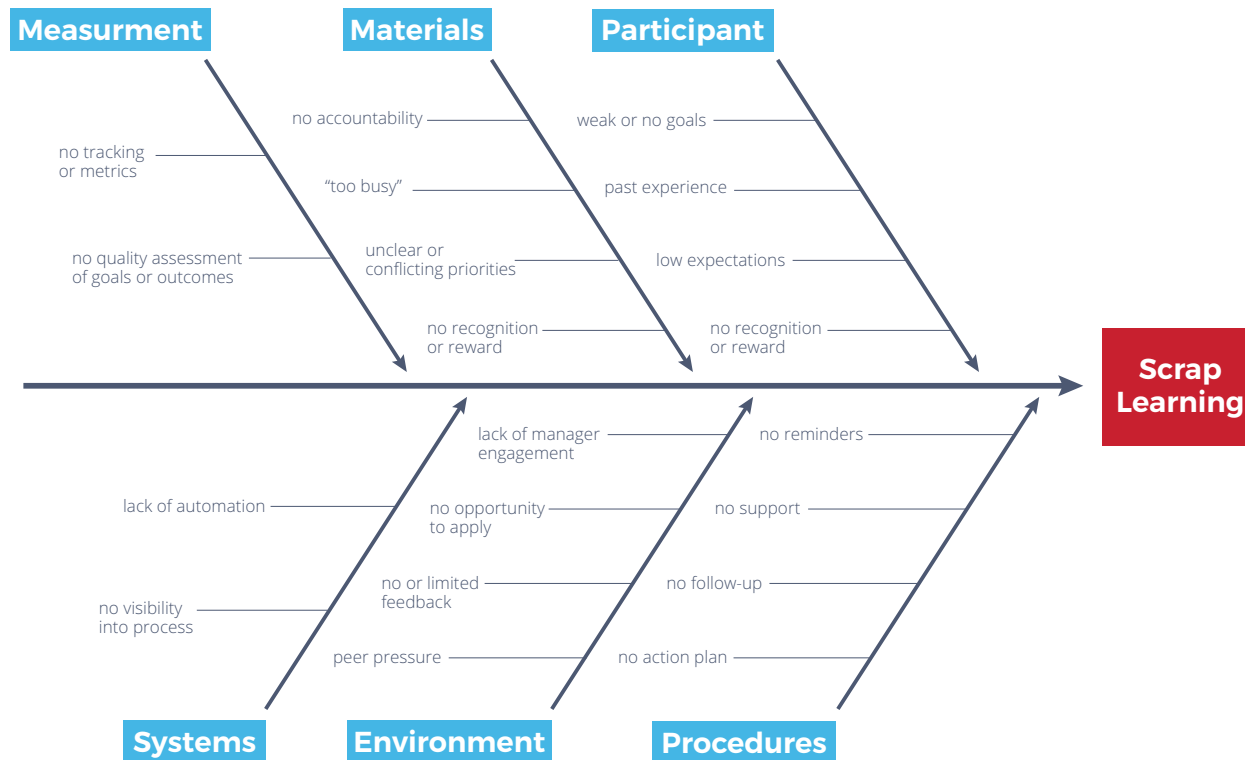 Measurment
Materials
Participant
no tracking
or metrics
no quality assessment
of goals or outcomes
no accountability
“too busy”
unclear or
conflicting priorities
no recognition
or reward
weak or no goals
past experience
low expectations
no recognition
or reward
Scrap
Learning
lack of automation
no visibility
into process
lack of manager
engagement
no opportunity
to apply
no or limited
feedback
peer pressure
no reminders
no support
no follow-up
no action plan
Systems
Environment
Procedures